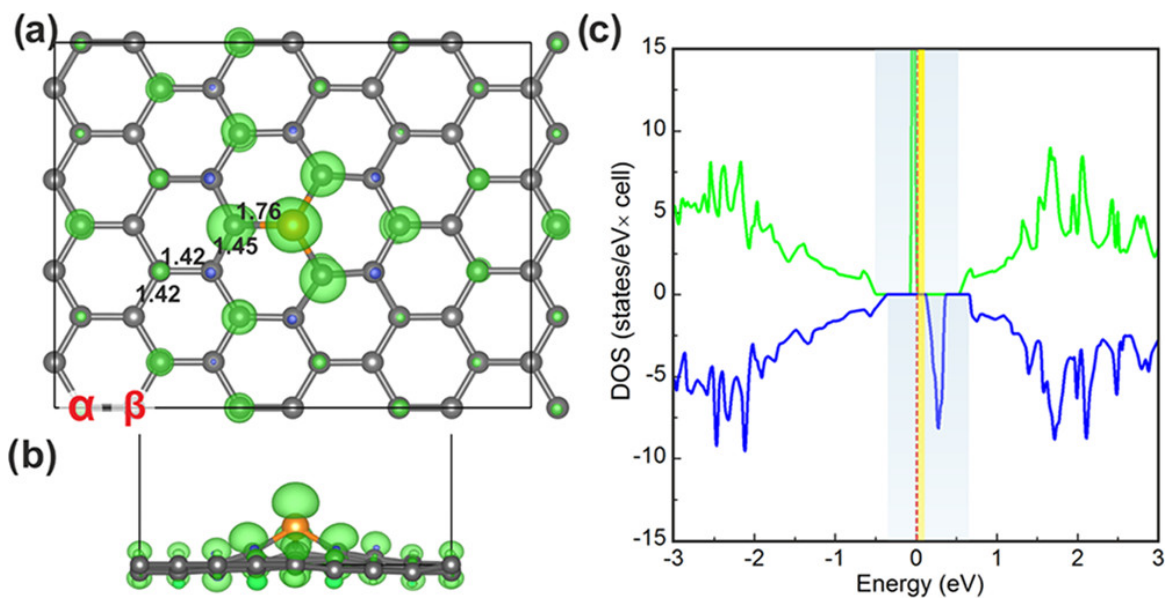 (a)
1.76
1.42 1.45
1.42
α β
(b)
(c)
DOS (states/eV× cell)
15
10
5
0
-5
-10
-15
-3 -2 -1 0 1 2 3
Energy (eV)